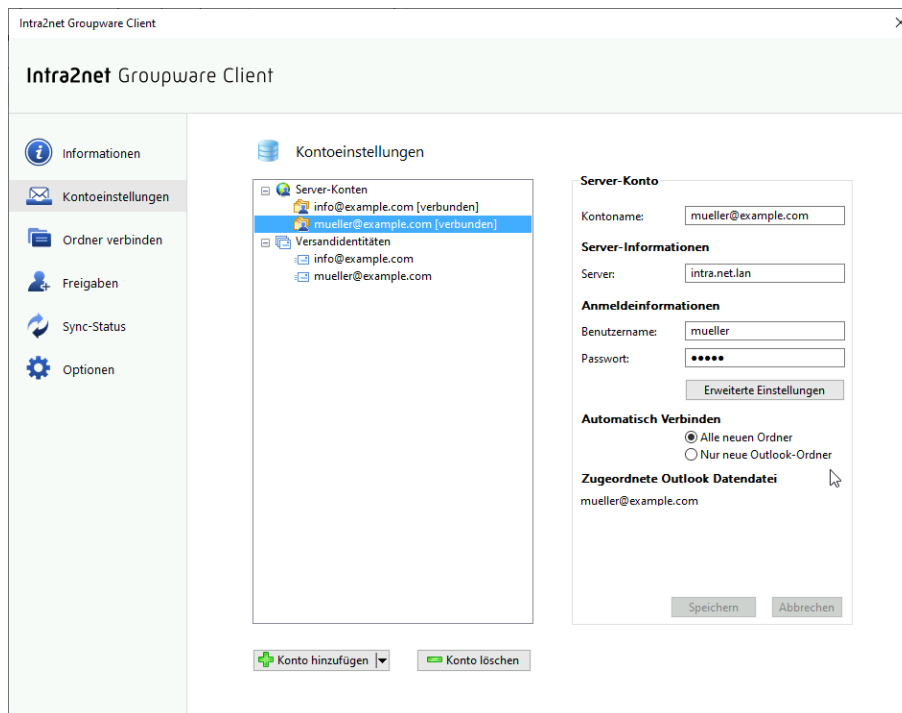 Intra2net Groupware Client
Intra2net Groupware Client
Informationen
Kontoeinstellungen
Ordner verbinden
Freigaben
Sync-Status
Optionen
Kontoeinstellungen
Server-Konten
info@example.com [verbunden]
mueller@example.com [verbunden]
Versandidentitäten
info@example.com
mueller@example.com
Konto hinzufügen
Konto löschen
Server-Konto
Kontoname: mueller@example.com
Server-Informationen
Server: intra.net.lan
Anmeldeinformationen
Benutzername: mueller
Passwort: •••••
Erweiterte Einstellungen
Automatisch Verbinden
Alle neuen Ordner
Nur neue Outlook-Ordner
Zugeordnete Outlook Datendatei
mueller@example.com
Speichern Abbrechen